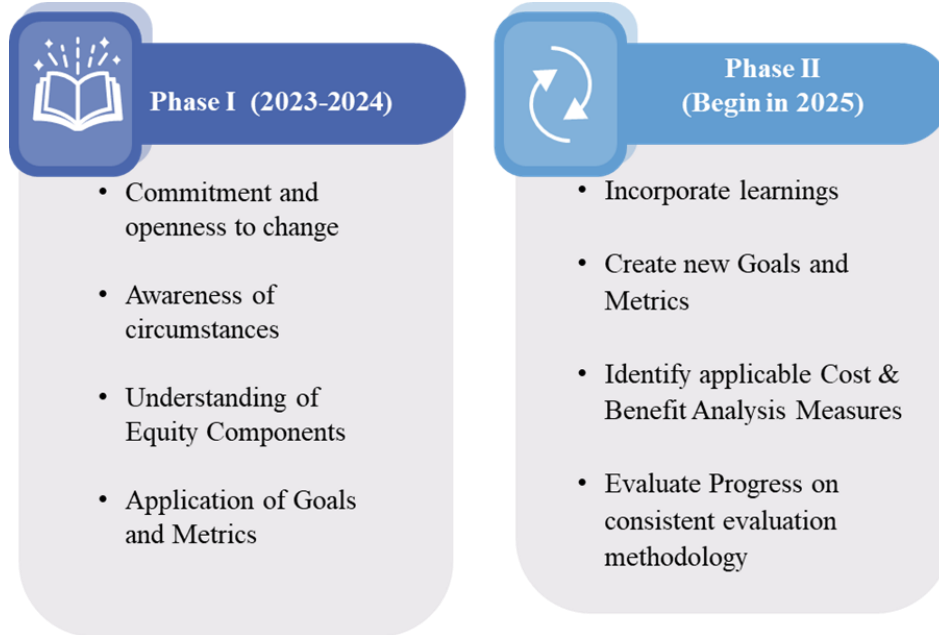 Phase I (2023-2024)
• Commitment and
openness to change
• Awareness of
circumstances
• Understanding of
Equity Components
• Application of Goals
and Metrics
Phase II
(Begin in 2025)
• Incorporate learnings
• Create new Goals and
Metrics
• Identify applicable Cost &
Benefit Analysis Measures
• Evaluate Progress on
consistent evaluation
methodology